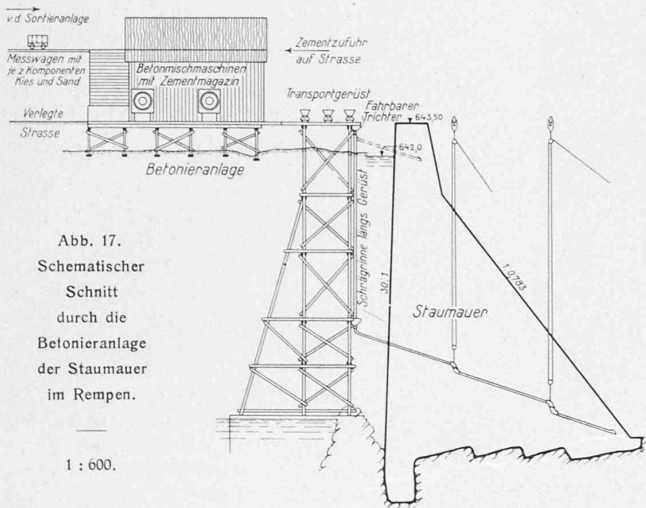 v.d. Sortieranlage
Messwagen mit
je 2 Komponenten
Kies und Sand
Betonmischmaschinen
mit Zementmagazin
Zementzufuhr
auf Strasse
Transportgerüst
Fahrbarer
Trichter
643,50
642,0
Verlegte
Strasse
Betonieranlage
Schrägrinne längs Gerüst
30:1
1:0,783
Staumauer
Abb. 17.
Schematischer
Schnitt
durch die
Betonieranlage
der Staumauer
im Rempen.
1 : 600.